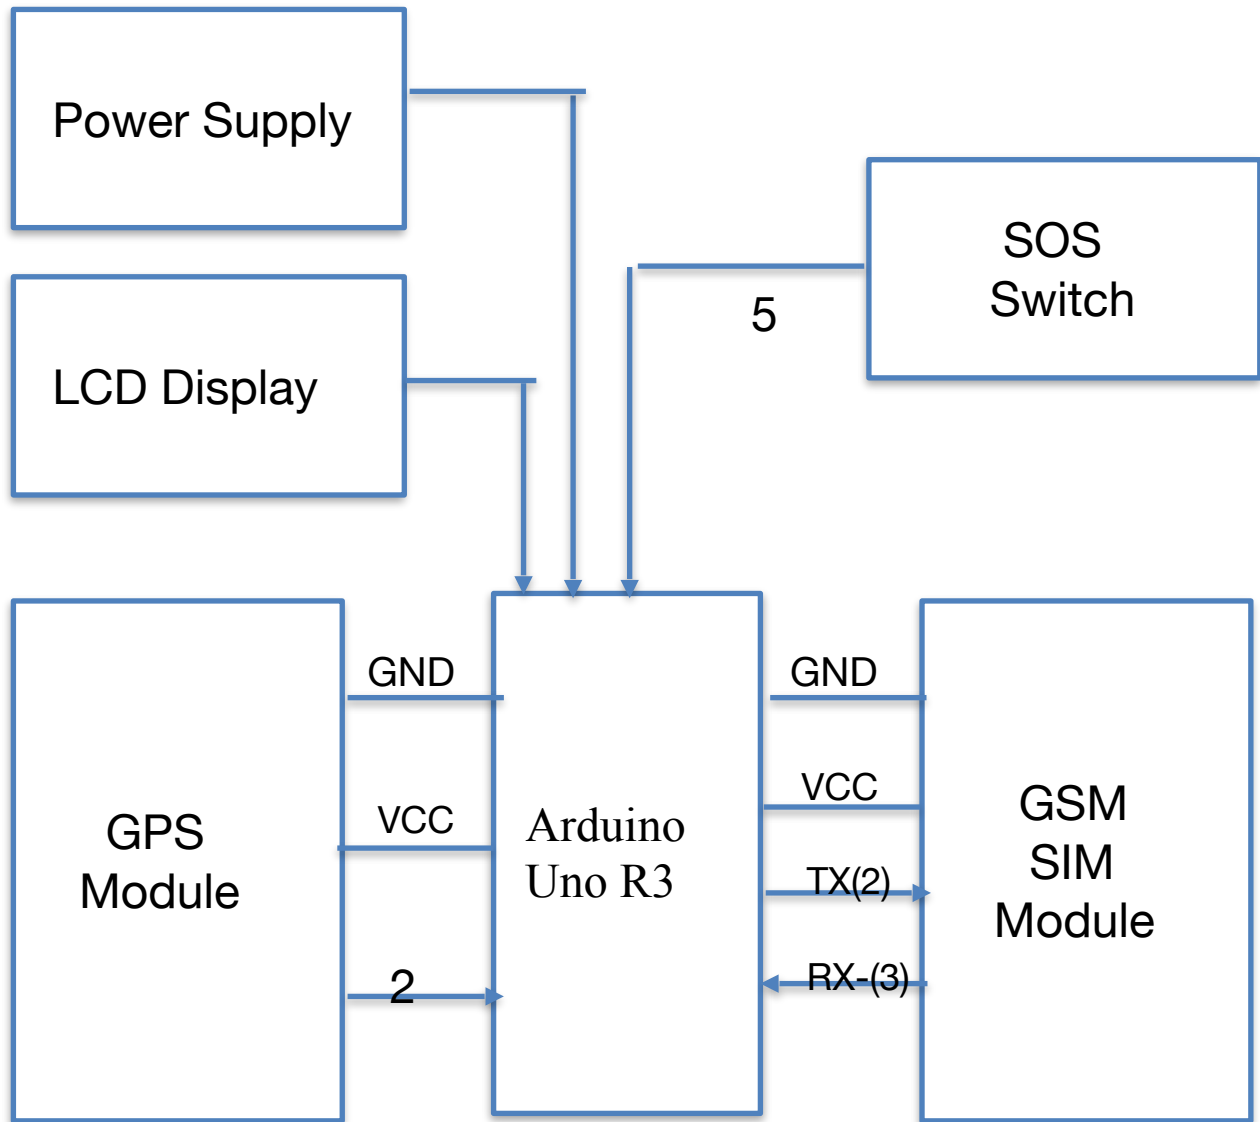 Power Supply
SOS
Switch
5
LCD Display
GND
GND
VCC
VCC
GPS
Module
Arduino
Uno R3
GSM
SIM
Module
TX(2)
RX-(3)
2